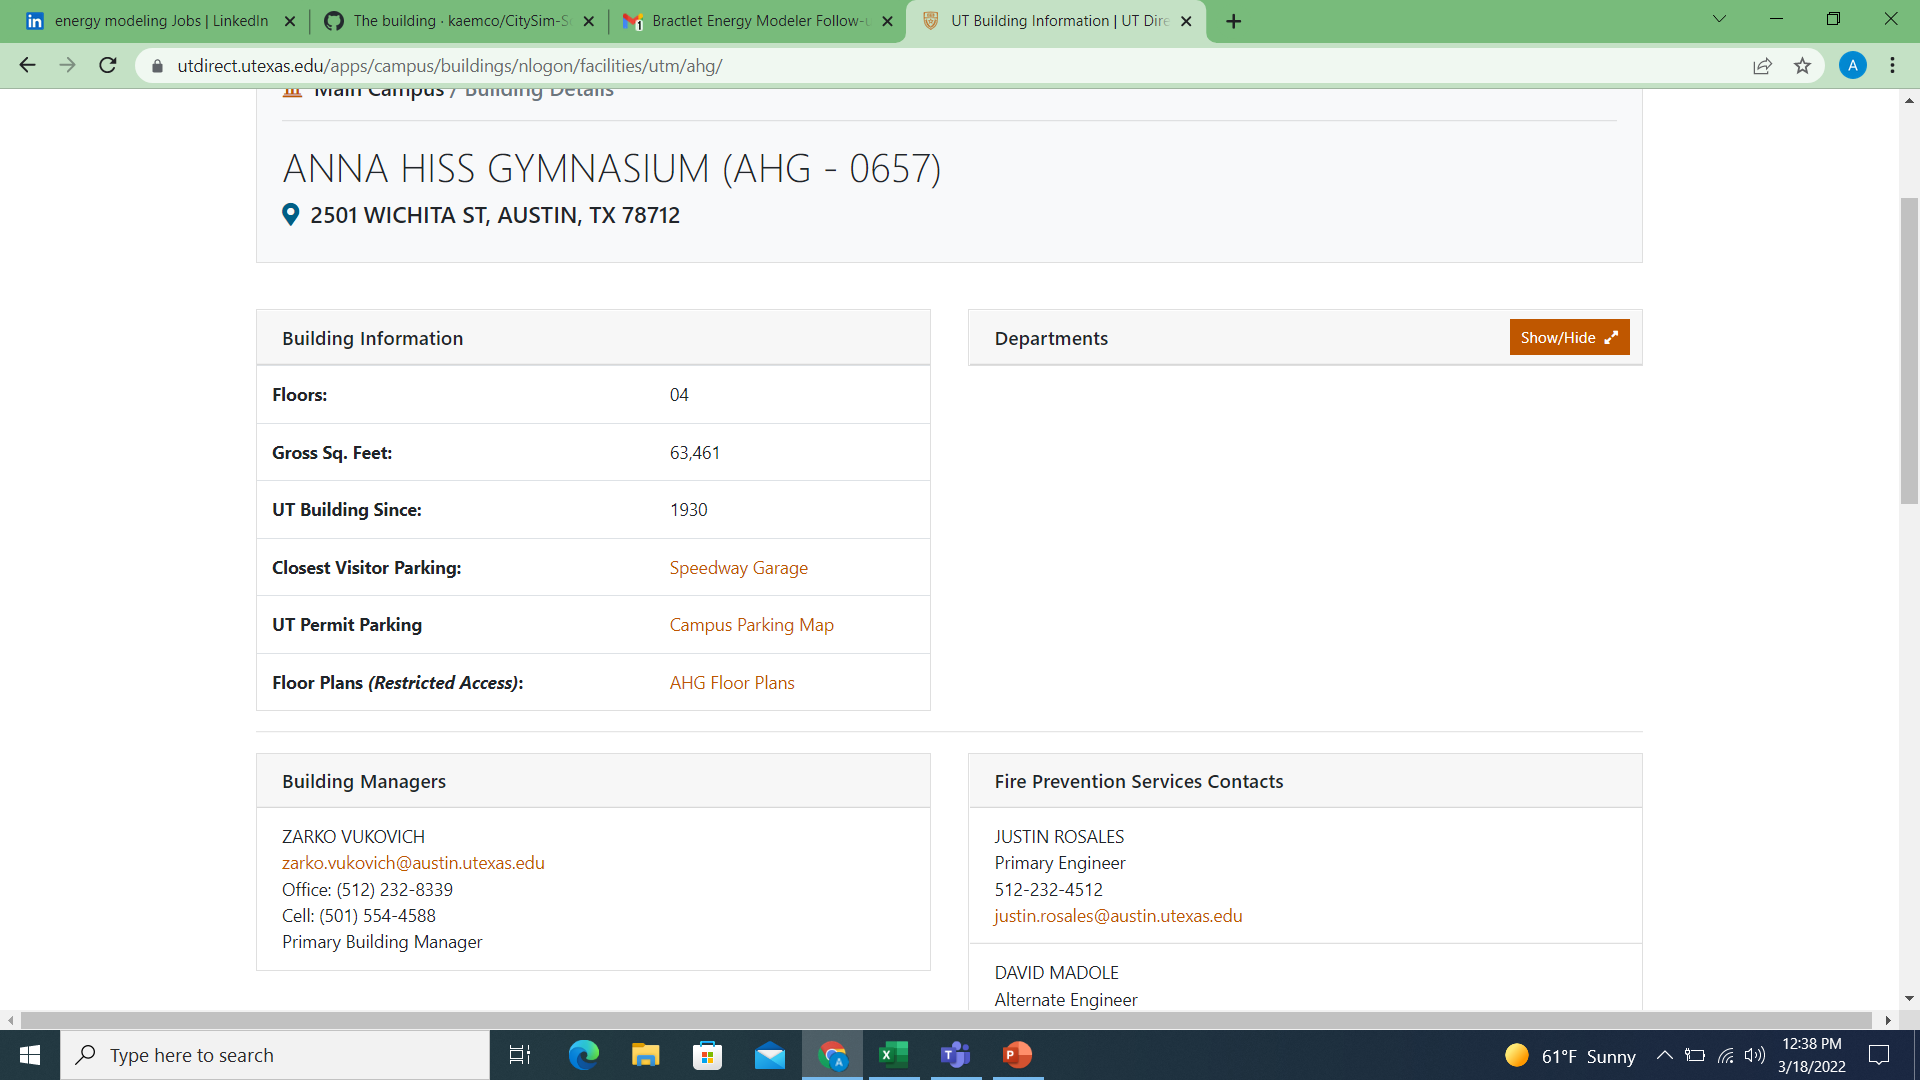 energy modeling Jobs | LinkedIn
The building · kaemco/CitySim-S
Bractlet Energy Modeler Follow-u
UT Building Information | UT Dire
utdirect.utexas.edu/apps/campus/buildings/nlogon/facilities/utm/ahg/
A
Main Campus / Building Details
ANNA HISS GYMNASIUM (AHG - 0657)
2501 WICHITA ST, AUSTIN, TX 78712
Building Information
Floors: 04
Gross Sq. Feet: 63,461
UT Building Since: 1930
Closest Visitor Parking: Speedway Garage
UT Permit Parking Campus Parking Map
Floor Plans (Restricted Access): AHG Floor Plans
Departments
Show/Hide
Building Managers
ZARKO VUKOVICH
zarko.vukovich@austin.utexas.edu
Office: (512) 232-8339
Cell: (501) 554-4588
Primary Building Manager
Fire Prevention Services Contacts
JUSTIN ROSALES
Primary Engineer
512-232-4512
justin.rosales@austin.utexas.edu
DAVID MADOLE
Alternate Engineer
Type here to search
61°F Sunny
12:38 PM
3/18/2022